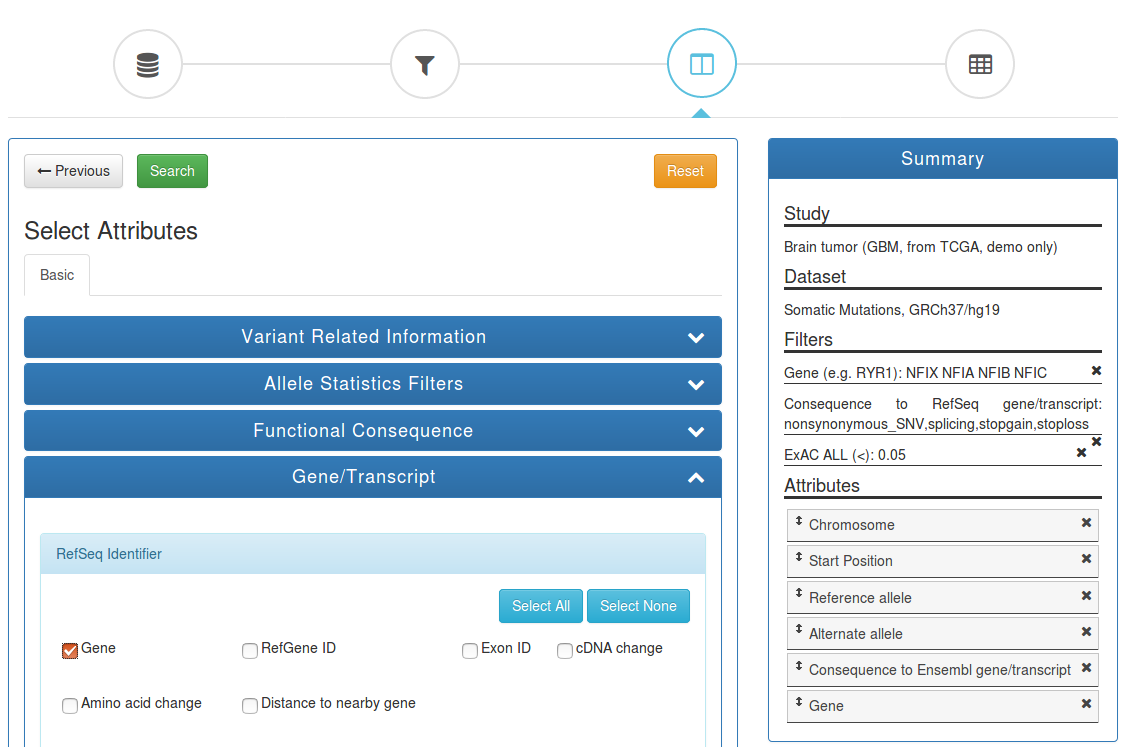 Previous
Search
Reset
Select Attributes
Basic
Variant Related Information
Allele Statistics Filters
Functional Consequence
Gene/Transcript
RefSeq Identifier
Select All
Select None
Gene
RefGene ID
Exon ID
cDNA change
Amino acid change
Distance to nearby gene
Summary
Study
Brain tumor (GBM, from TCGA, demo only)
Dataset
Somatic Mutations, GRCh37/hg19
Filters
Gene (e.g. RYR1): NFIX NFIA NFIB NFIC
Consequence to RefSeq gene/transcript:
nonsynonymous_SNV,splicing,stopgain,stoploss
ExAC ALL (<): 0.05
Attributes
Chromosome
Start Position
Reference allele
Alternate allele
Consequence to Ensembl gene/transcript
Gene